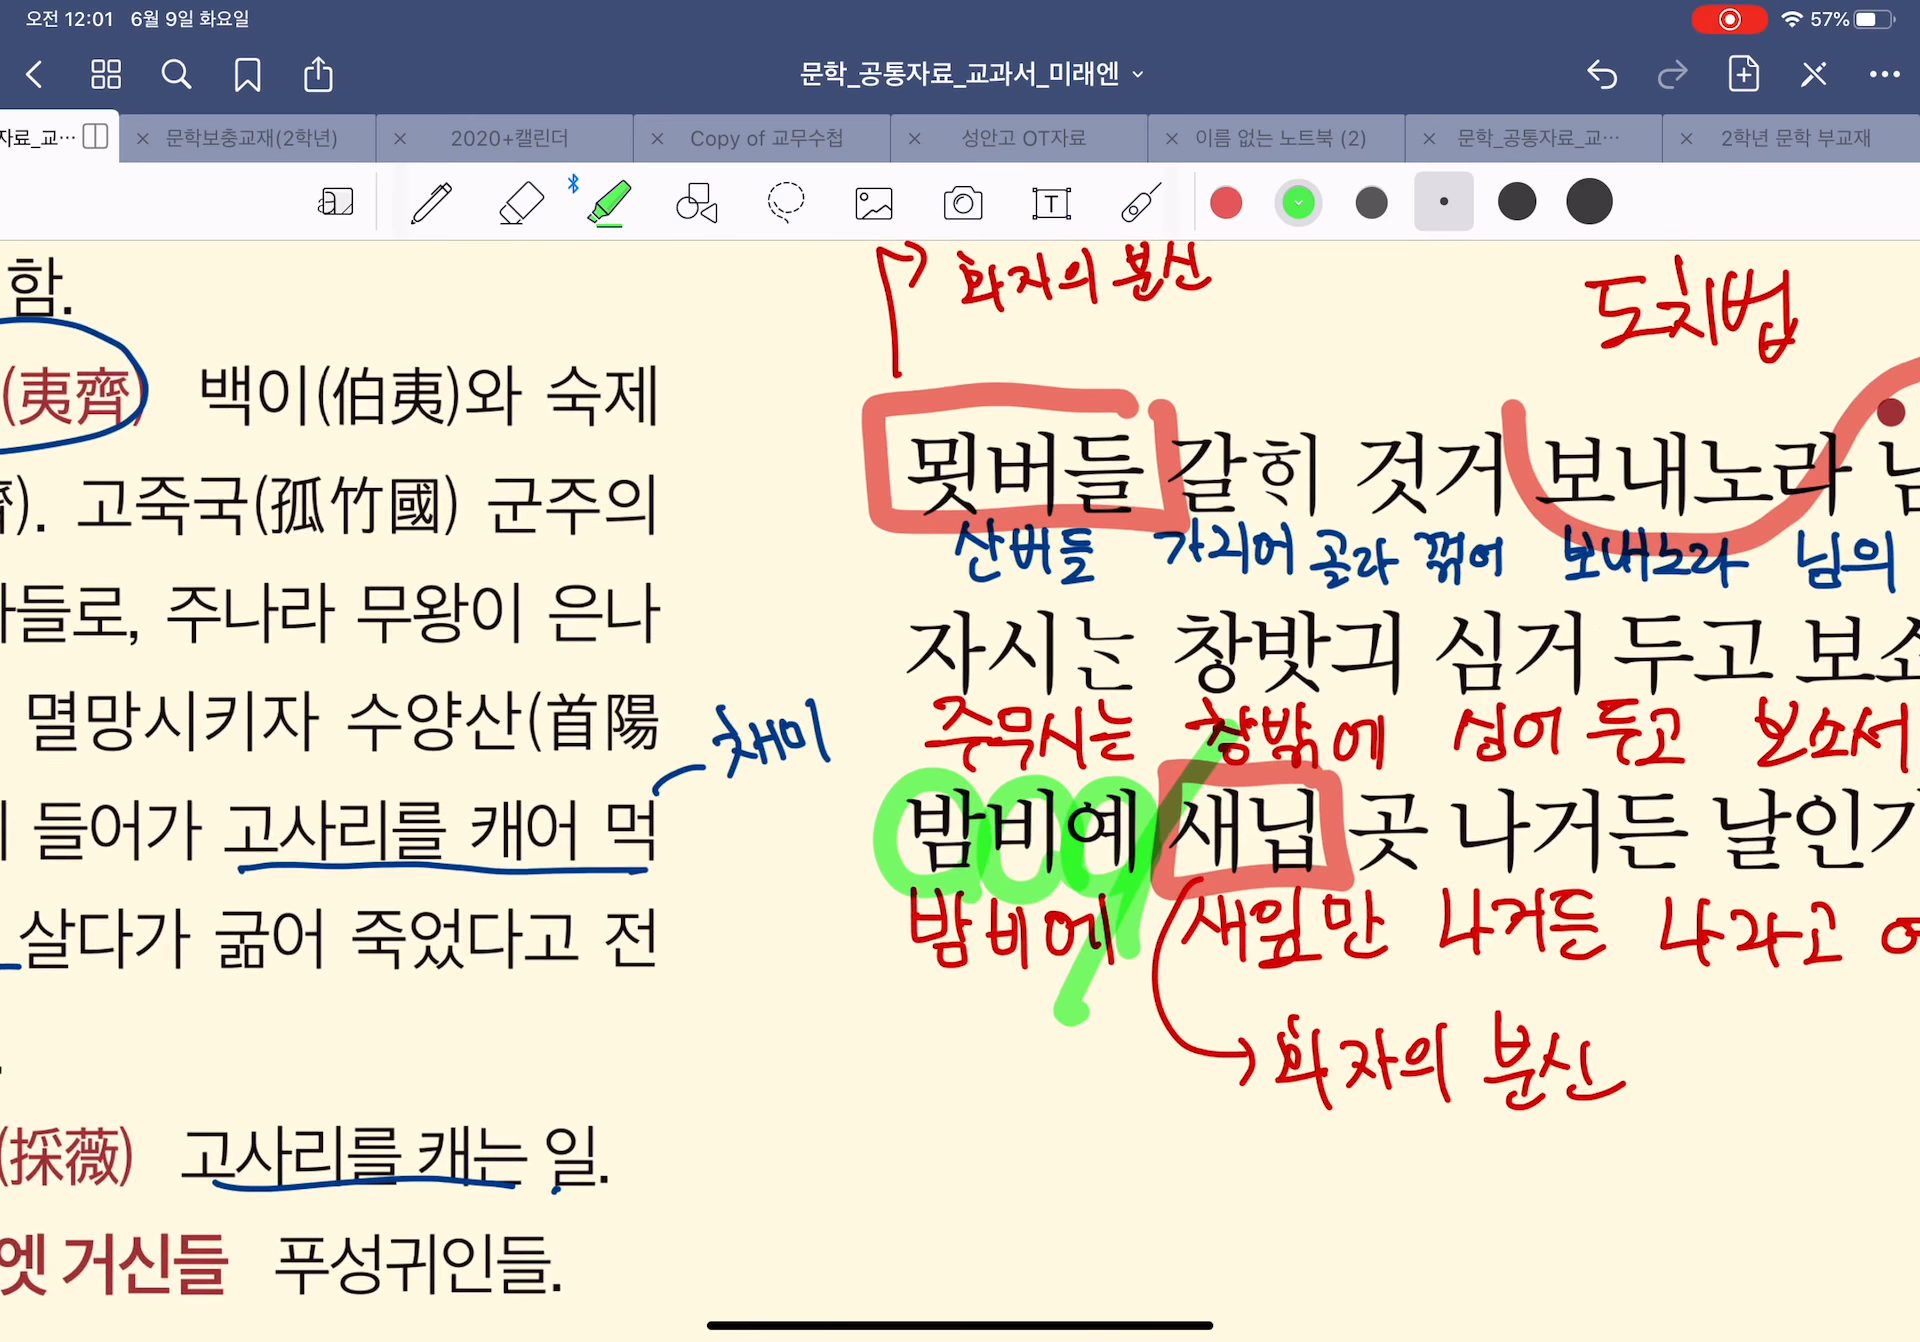 오전 12:01 6월 9일 화요일
57%
문학_공통자료_교과서_미래엔
자료_교…
문학보충교재(2학년)
2020+캘린더
Copy of 교무수첩
성안고 OT자료
이름 없는 노트북 (2)
문학_공통자료_교…
2학년 문학 부교재
함.
(夷齊) 백이(伯夷)와 숙제
齊). 고죽국(孤竹國) 군주의
들로, 주나라 무왕이 은나
멸망시키자 수양산(首陽
채미
들어가 고사리를 캐어 먹
살다가 굶어 죽었다고 전
(採薇) 고사리를 캐는 일.
엣 거신들 푸성귀인들.
화자의 분신
도치법
묏버들 갈ᄒᆡ 것거 보내노라 님
산버들 가리어 골라 꺾어 보내노라 님의
자시ᄂᆞᆫ 창밧긔 심거 두고 보쇼
주무시는 창밖에 심어 두고 보소서
밤비예 새닙 곳 나거든 날인가
밤비에 새잎만 나거든 나라고 여
화자의 분신